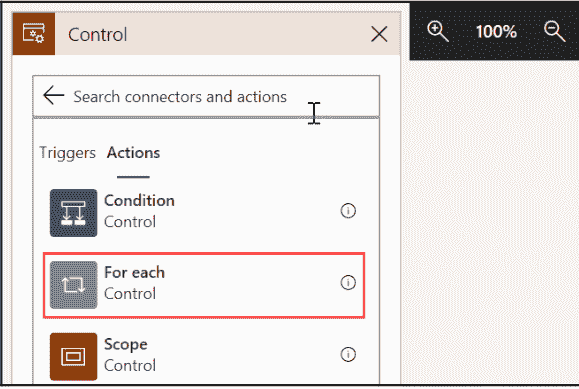 Control
100%
Search connectors and actions
Triggers Actions
Condition
Control
For each
Control
Scope
Control